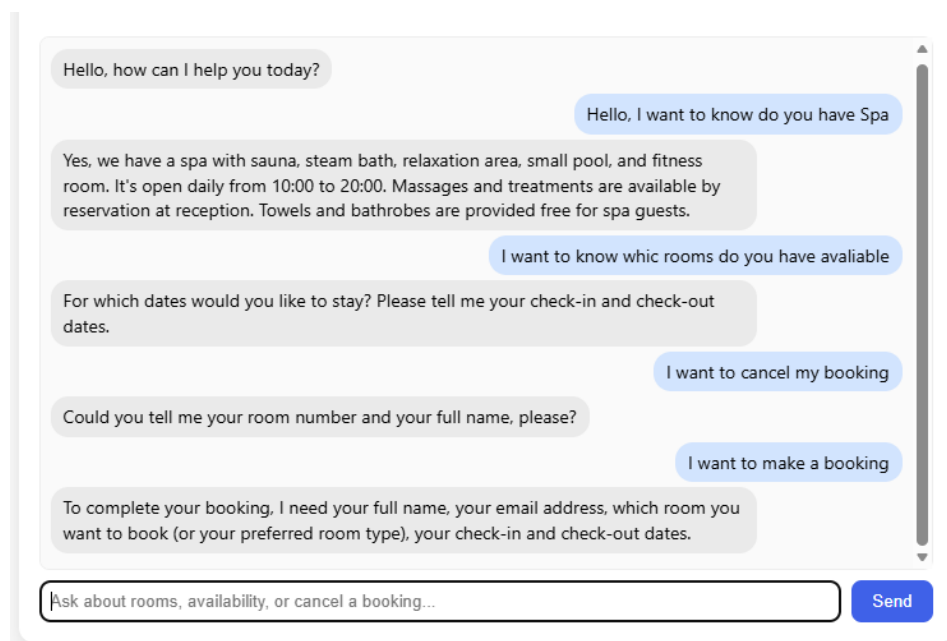 Hello, how can I help you today?
Hello, I want to know do you have Spa
Yes, we have a spa with sauna, steam bath, relaxation area, small pool, and fitness
room. It's open daily from 10:00 to 20:00. Massages and treatments are available by
reservation at reception. Towels and bathrobes are provided free for spa guests.
I want to know whic rooms do you have avaliable
For which dates would you like to stay? Please tell me your check-in and check-out
dates.
I want to cancel my booking
Could you tell me your room number and your full name, please?
I want to make a booking
To complete your booking, I need your full name, your email address, which room you
want to book (or your preferred room type), your check-in and check-out dates.
Ask about rooms, availability, or cancel a booking...
Send